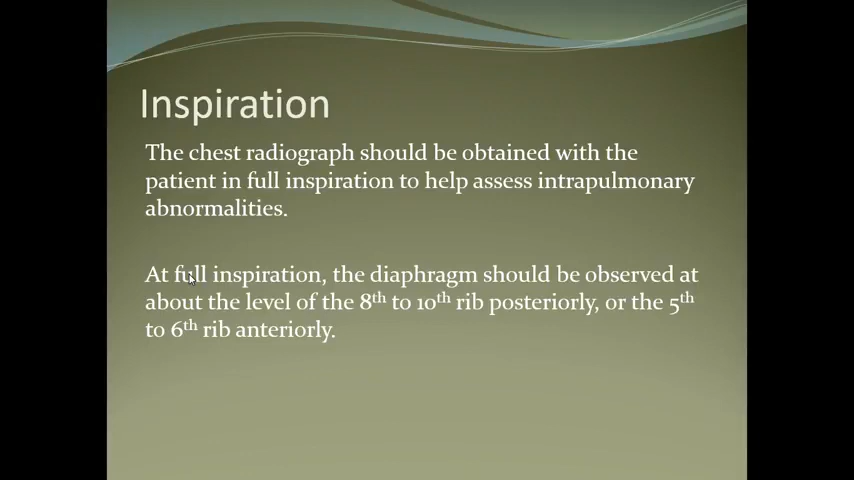 Inspiration
The chest radiograph should be obtained with the
patient in full inspiration to help assess intrapulmonary
abnormalities.
At full inspiration, the diaphragm should be observed at
about the level of the 8th to 10th rib posteriorly, or the 5th
to 6th rib anteriorly.